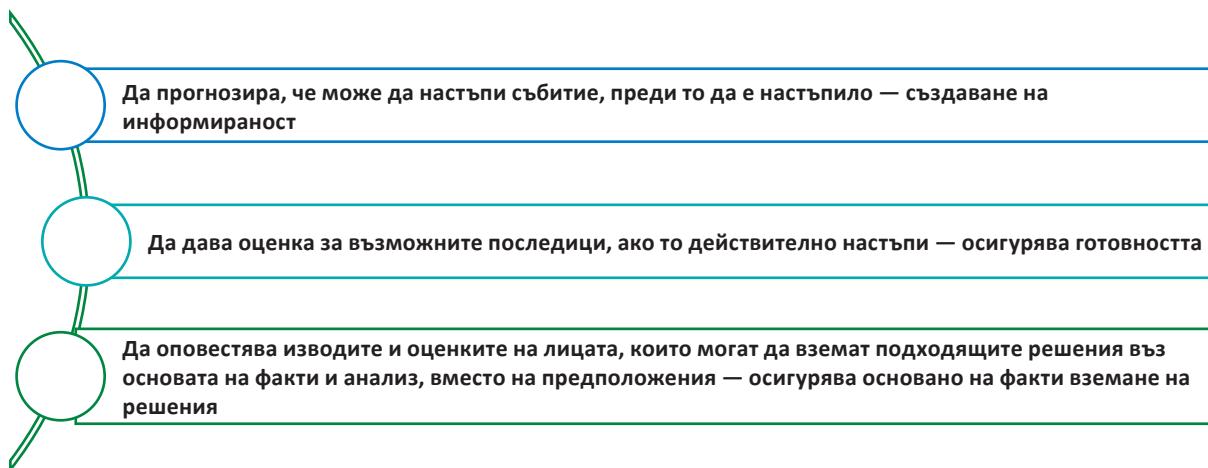 Да прогнозира, че може да настъпи събитие, преди то да е настъпило — създаване на
информираност
Да дава оценка за възможните последици, ако то действително настъпи — осигурява готовността
Да оповестява изводите и оценките на лицата, които могат да вземат подходящите решения въз
основата на факти и анализ, вместо на предположения — осигурява основано на факти вземане на
решения